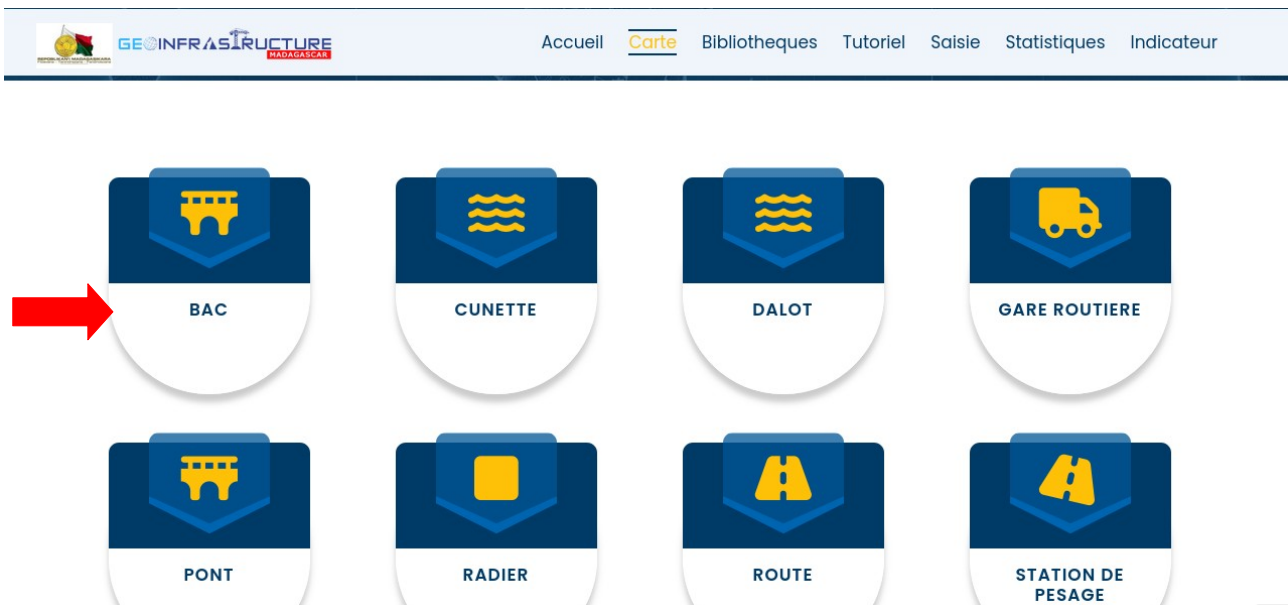 GEOINFRASTRUCTURE
MADAGASCAR
Accueil Carte Bibliotheques Tutoriel Saisie Statistiques Indicateur
BAC CUNETTE DALOT GARE ROUTIERE
PONT RADIER ROUTE STATION DE
PESAGE